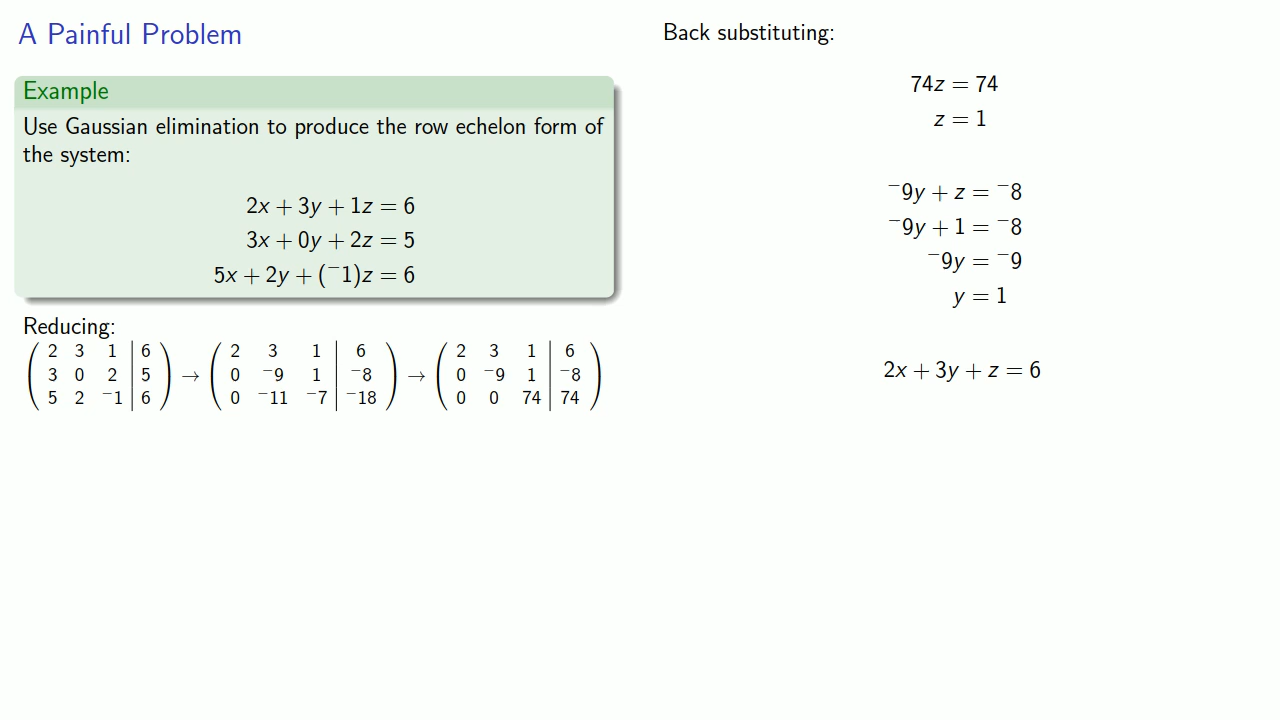 A Painful Problem
Example
Use Gaussian elimination to produce the row echelon form of
the system:
2x + 3y + 1z = 6
3x + 0y + 2z = 5
5x + 2y + (⁻1)z = 6
Reducing:
( 2 3 1 | 6 ) → ( 2 3 1 | 6 ) → ( 2 3 1 | 6 )
( 3 0 2 | 5 ) ( 0 ⁻9 1 | ⁻8 ) ( 0 ⁻9 1 | ⁻8 )
( 5 2 ⁻1 | 6 ) ( 0 ⁻11 ⁻7 | ⁻18 ) ( 0 0 74 | 74 )
Back substituting:
74z = 74
z = 1
⁻9y + z = ⁻8
⁻9y + 1 = ⁻8
⁻9y = ⁻9
y = 1
2x + 3y + z = 6